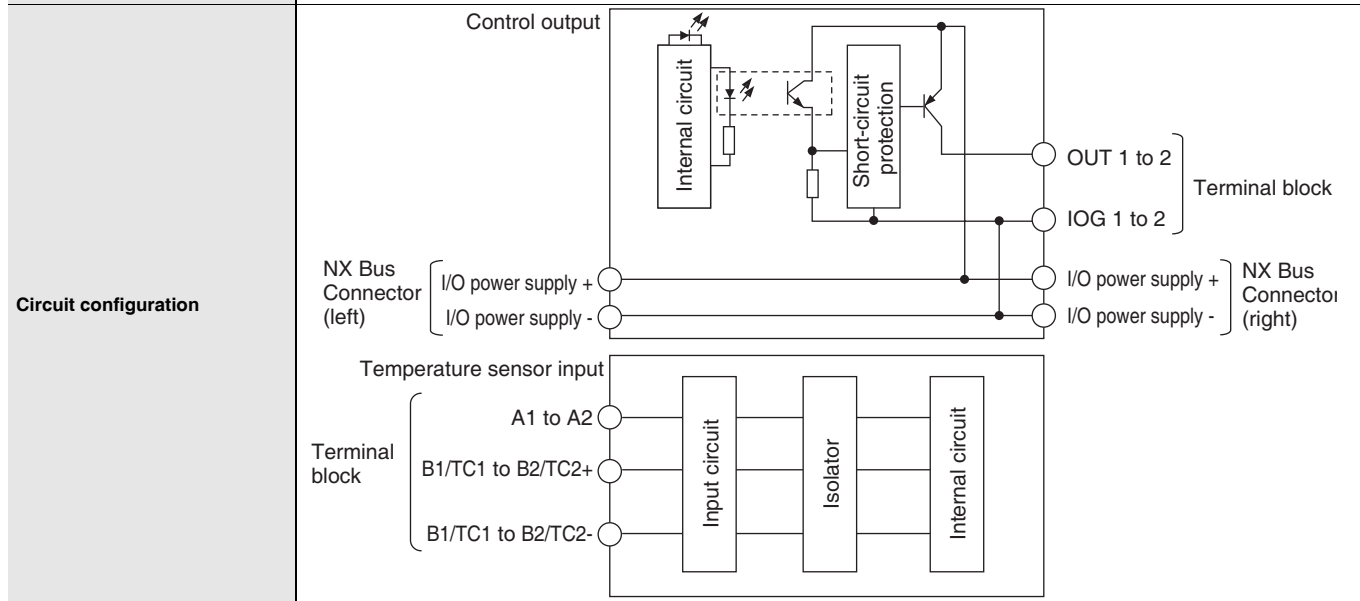 Circuit configuration
Control output
Internal circuit
Short-circuit
protection
OUT 1 to 2
IOG 1 to 2
Terminal block
NX Bus
Connector
(left)
I/O power supply +
I/O power supply -
I/O power supply +
I/O power supply -
NX Bus
Connector
(right)
Temperature sensor input
Terminal
block
A1 to A2
B1/TC1 to B2/TC2+
B1/TC1 to B2/TC2-
Input circuit
Isolator
Internal circuit